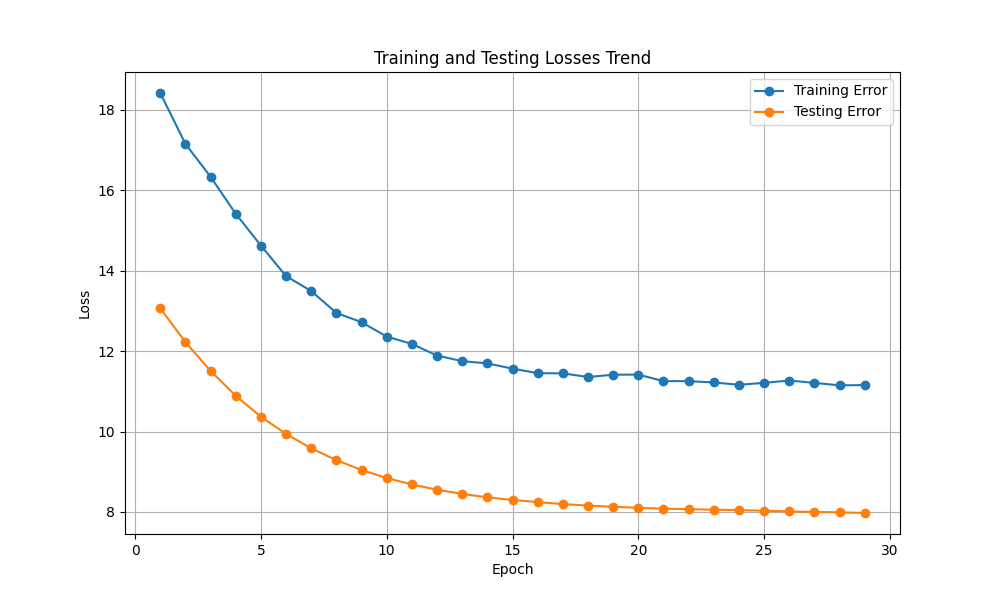 Training and Testing Losses Trend
Training Error
Testing Error
Loss
18
16
14
12
10
8
0 5 10 15 20 25 30
Epoch